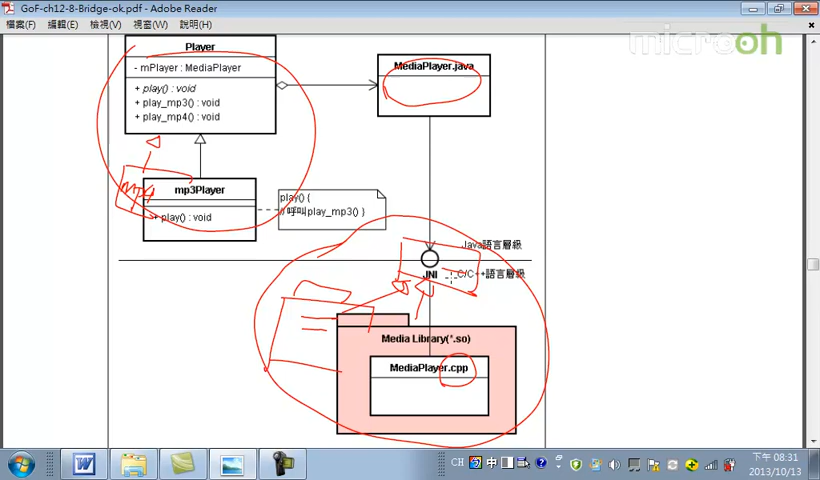 GoF-ch12-8-Bridge-ok.pdf - Adobe Reader
檔案(F) 編輯(E) 檢視(V) 視窗(W) 說明(H)
microoh
Player
- mPlayer : MediaPlayer
+ play() : void
+ play_mp3() : void
+ play_mp4() : void
MediaPlayer.java
MP4
mp3Player
+ play() : void
play() {
// 呼叫play_mp3() }
Java語言層級
JNI
C/C++語言層級
Media Library(*.so)
MediaPlayer.cpp
CH 中
下午 08:31
2013/10/13